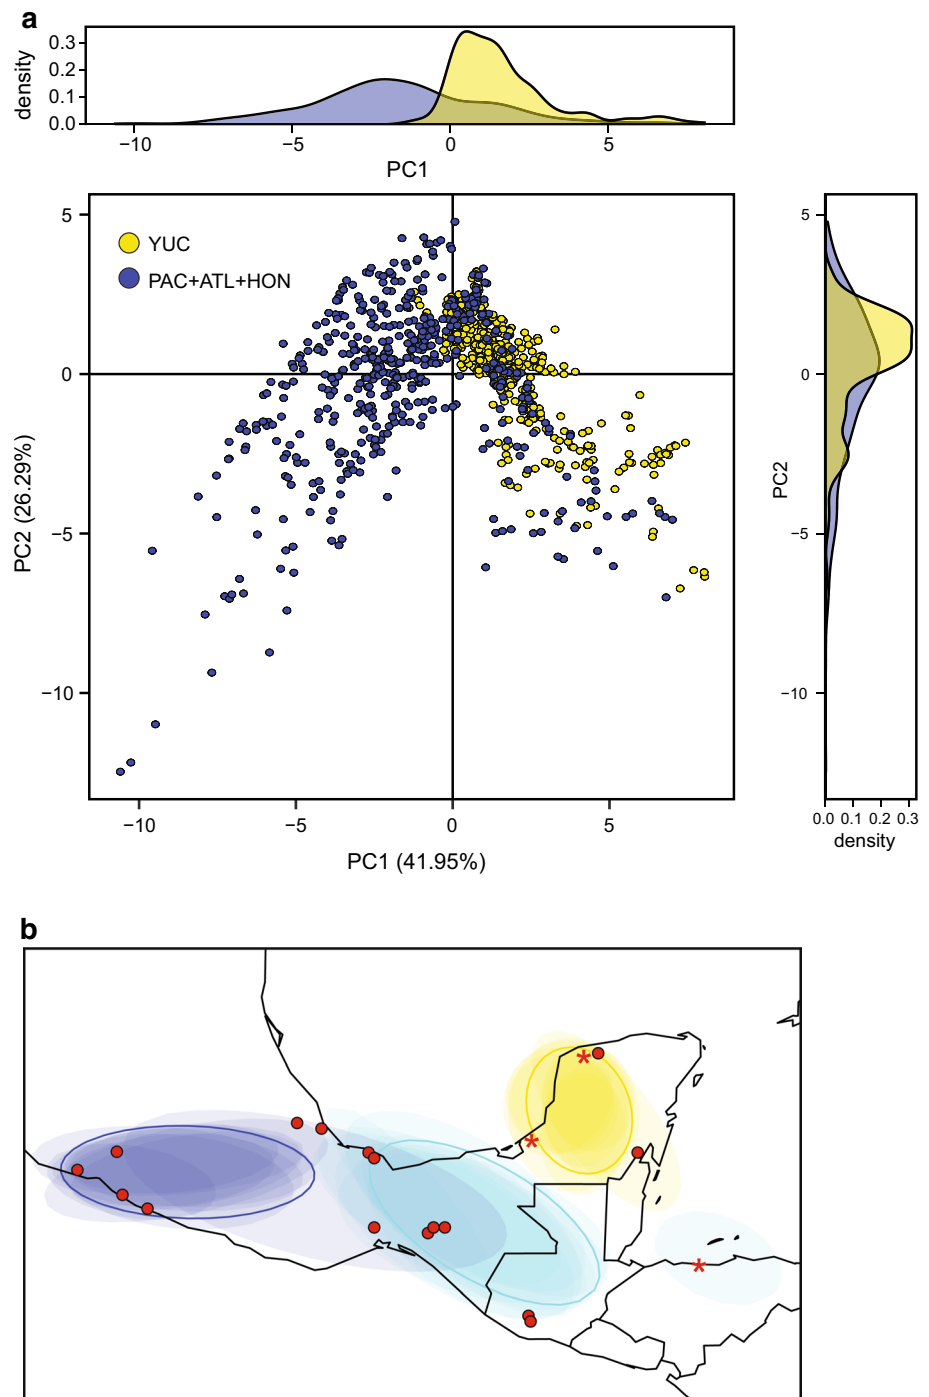 a
density
0.3
0.2
0.1
0.0
−10 −5 0 5
PC1
YUC
PAC+ATL+HON
PC2 (26.29%)
5
0
−5
−10
−10 −5 0 5
PC1 (41.95%)
PC2
5
0
−5
−10
0.0 0.1 0.2 0.3
density
b
*
*
*